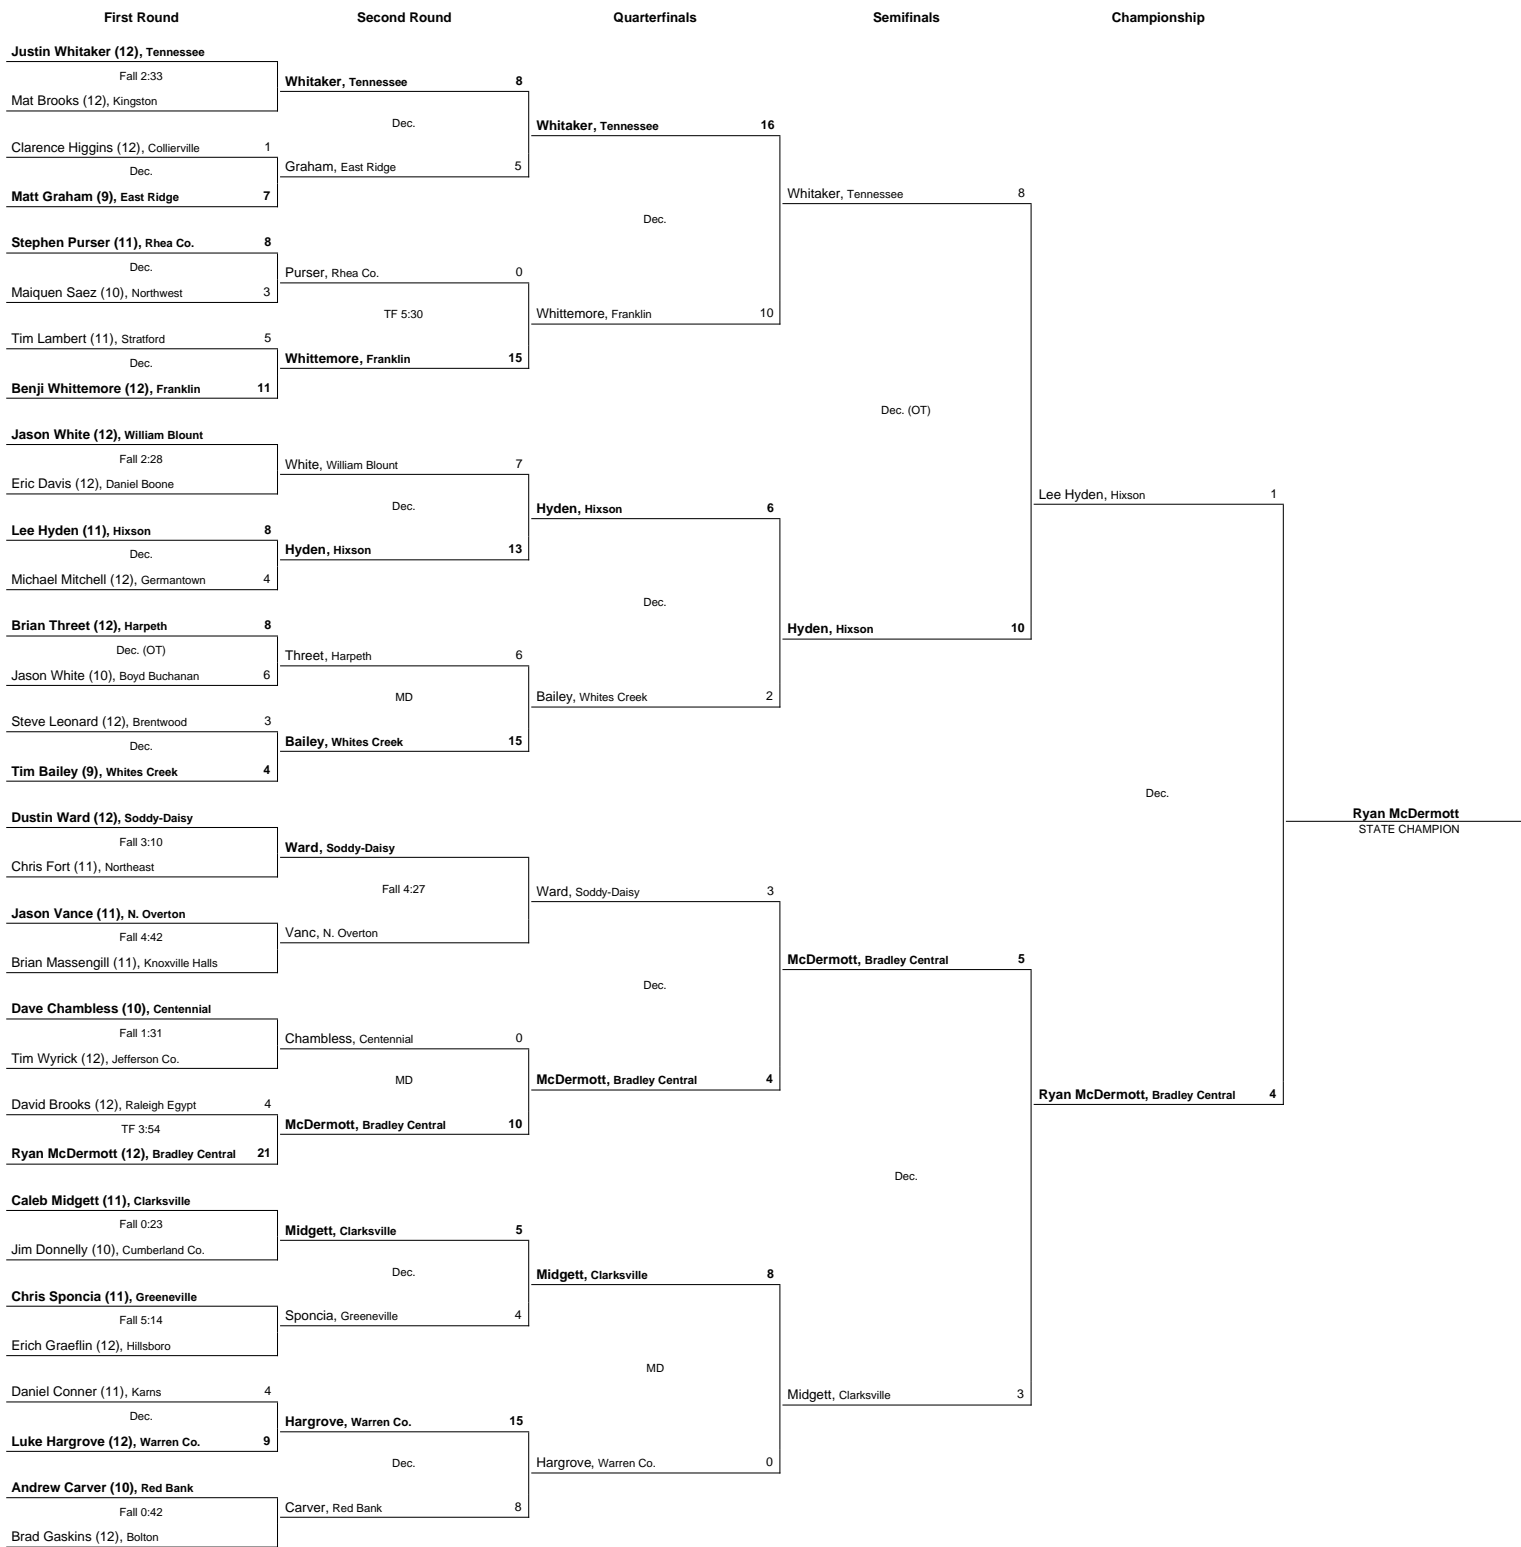 First Round
Second Round
Quarterfinals
Semifinals
Championship
Justin Whitaker (12), Tennessee
Fall 2:33
Mat Brooks (12), Kingston
Clarence Higgins (12), Collierville 1
Dec.
Matt Graham (9), East Ridge 7
Stephen Purser (11), Rhea Co. 8
Dec.
Maiquen Saez (10), Northwest 3
Tim Lambert (11), Stratford 5
Dec.
Benji Whittemore (12), Franklin 11
Jason White (12), William Blount
Fall 2:28
Eric Davis (12), Daniel Boone
Lee Hyden (11), Hixson 8
Dec.
Michael Mitchell (12), Germantown 4
Brian Threet (12), Harpeth 8
Dec. (OT)
Jason White (10), Boyd Buchanan 6
Steve Leonard (12), Brentwood 3
Dec.
Tim Bailey (9), Whites Creek 4
Dustin Ward (12), Soddy-Daisy
Fall 3:10
Chris Fort (11), Northeast
Jason Vance (11), N. Overton
Fall 4:42
Brian Massengill (11), Knoxville Halls
Dave Chambless (10), Centennial
Fall 1:31
Tim Wyrick (12), Jefferson Co.
David Brooks (12), Raleigh Egypt 4
TF 3:54
Ryan McDermott (12), Bradley Central 21
Caleb Midgett (11), Clarksville
Fall 0:23
Jim Donnelly (10), Cumberland Co.
Chris Sponcia (11), Greeneville
Fall 5:14
Erich Graeflin (12), Hillsboro
Daniel Conner (11), Karns 4
Dec.
Luke Hargrove (12), Warren Co. 9
Andrew Carver (10), Red Bank
Fall 0:42
Brad Gaskins (12), Bolton
Whitaker, Tennessee 8
Dec.
Graham, East Ridge 5
Purser, Rhea Co. 0
TF 5:30
Whittemore, Franklin 15
White, William Blount 7
Dec.
Hyden, Hixson 13
Threet, Harpeth 6
MD
Bailey, Whites Creek 15
Ward, Soddy-Daisy
Fall 4:27
Vanc, N. Overton
Chambless, Centennial 0
MD
McDermott, Bradley Central 10
Midgett, Clarksville 5
Dec.
Sponcia, Greeneville 4
Hargrove, Warren Co. 15
Dec.
Carver, Red Bank 8
Whitaker, Tennessee 16
Dec.
Whittemore, Franklin 10
Hyden, Hixson 6
Dec.
Bailey, Whites Creek 2
Ward, Soddy-Daisy 3
Dec.
McDermott, Bradley Central 4
Midgett, Clarksville 8
MD
Hargrove, Warren Co. 0
Whitaker, Tennessee 8
Dec. (OT)
Hyden, Hixson 10
McDermott, Bradley Central 5
Dec.
Midgett, Clarksville 3
Lee Hyden, Hixson 1
Dec.
Ryan McDermott, Bradley Central 4
Ryan McDermott
STATE CHAMPION